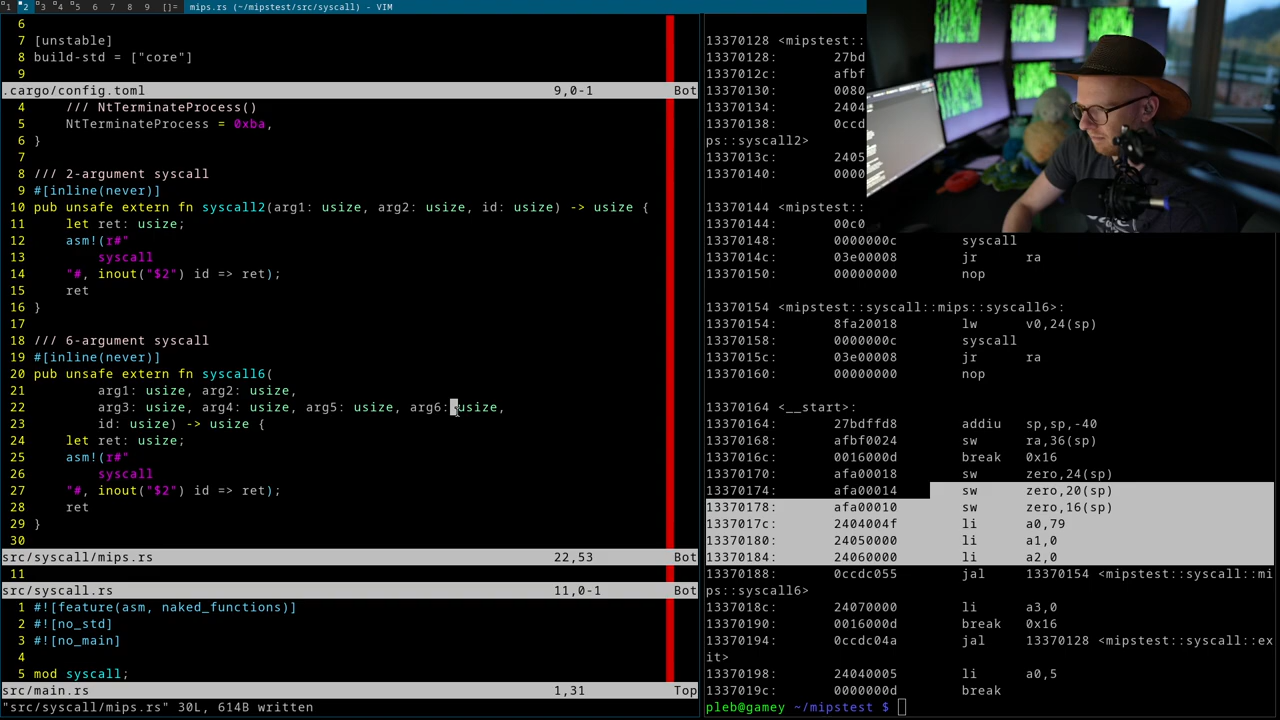 1 2 3 4 5 6 7 8 9 []= mips.rs (~/mipstest/src/syscall) - VIM
6
7 [unstable]
8 build-std = ["core"]
9
.cargo/config.toml 9,0-1 Bot
4 /// NtTerminateProcess()
5 NtTerminateProcess = 0xba,
6 }
7
8 /// 2-argument syscall
9 #[inline(never)]
10 pub unsafe extern fn syscall2(arg1: usize, arg2: usize, id: usize) -> usize {
11 let ret: usize;
12 asm!(r#"
13 syscall
14 "#, inout("$2") id => ret);
15 ret
16 }
17
18 /// 6-argument syscall
19 #[inline(never)]
20 pub unsafe extern fn syscall6(
21 arg1: usize, arg2: usize,
22 arg3: usize, arg4: usize, arg5: usize, arg6: usize,
23 id: usize) -> usize {
24 let ret: usize;
25 asm!(r#"
26 syscall
27 "#, inout("$2") id => ret);
28 ret
29 }
30
src/syscall/mips.rs 22,53 Bot
11
src/syscall.rs 11,0-1 Bot
1 #![feature(asm, naked_functions)]
2 #![no_std]
3 #![no_main]
4
5 mod syscall;
src/main.rs 1,31 Top
"src/syscall/mips.rs" 30L, 614B written
13370128 <mipstest::
13370128: 27bd
1337012c: afbf
13370130: 0080
13370134: 2404
13370138: 0ccd
ps::syscall2>
1337013c: 2405
13370140: 0000
13370144 <mipstest::
13370144: 00c0
13370148: 0000000c syscall
1337014c: 03e00008 jr ra
13370150: 00000000 nop
13370154 <mipstest::syscall::mips::syscall6>:
13370154: 8fa20018 lw v0,24(sp)
13370158: 0000000c syscall
1337015c: 03e00008 jr ra
13370160: 00000000 nop
13370164 <__start>:
13370164: 27bdffd8 addiu sp,sp,-40
13370168: afbf0024 sw ra,36(sp)
1337016c: 0016000d break 0x16
13370170: afa00018 sw zero,24(sp)
13370174: afa00014 sw zero,20(sp)
13370178: afa00010 sw zero,16(sp)
1337017c: 2404004f li a0,79
13370180: 24050000 li a1,0
13370184: 24060000 li a2,0
13370188: 0ccdc055 jal 13370154 <mipstest::syscall::mi
ps::syscall6>
1337018c: 24070000 li a3,0
13370190: 0016000d break 0x16
13370194: 0ccdc04a jal 13370128 <mipstest::syscall::ex
it>
13370198: 24040005 li a0,5
1337019c: 0000000d break
pleb@gamey ~/mipstest $